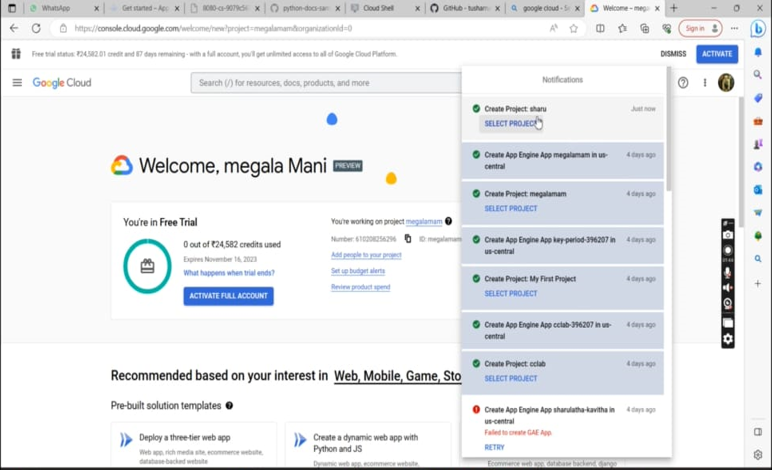 WhatsApp
Get started – App
8080-cs-9079c5
python-docs-sam
Cloud Shell
GitHub - tusham
google cloud - Se
Welcome – mega
https://console.cloud.google.com/welcome/new?project=megalamam&organizationId=0
Sign in
Free trial status: ₹24,582.01 credit and 87 days remaining - with a full account, you'll get unlimited access to all of Google Cloud Platform.
DISMISS
ACTIVATE
Google Cloud
Search (/) for resources, docs, products, and more
Notifications
Create Project: sharu
Just now
SELECT PROJECT
Create App Engine App megalamam in us-
central
4 days ago
Create Project: megalamam
4 days ago
SELECT PROJECT
Create App Engine App key-period-396207 in
us-central
4 days ago
Create Project: My First Project
4 days ago
SELECT PROJECT
Create App Engine App cclab-396207 in us-
central
4 days ago
Create Project: cclab
4 days ago
SELECT PROJECT
Create App Engine App sharulatha-kavitha in
us-central
4 days ago
Failed to create GAE App.
RETRY
Welcome, megala Mani
PREVIEW
You're in Free Trial
0 out of ₹24,582 credits used
Expires November 16, 2023
What happens when trial ends?
ACTIVATE FULL ACCOUNT
You're working on project megalamam
Number: 610208256296
ID: megalamam
Add people to your project
Set up budget alerts
Review product spend
Recommended based on your interest in Web, Mobile, Game, Sto
Pre-built solution templates
Deploy a three-tier web app
Web app, rich media site, ecommerce website,
database-backed website
Create a dynamic web app with
Python and JS
Dynamic web app, ecommerce website,
Ecommerce web app, database backend, django